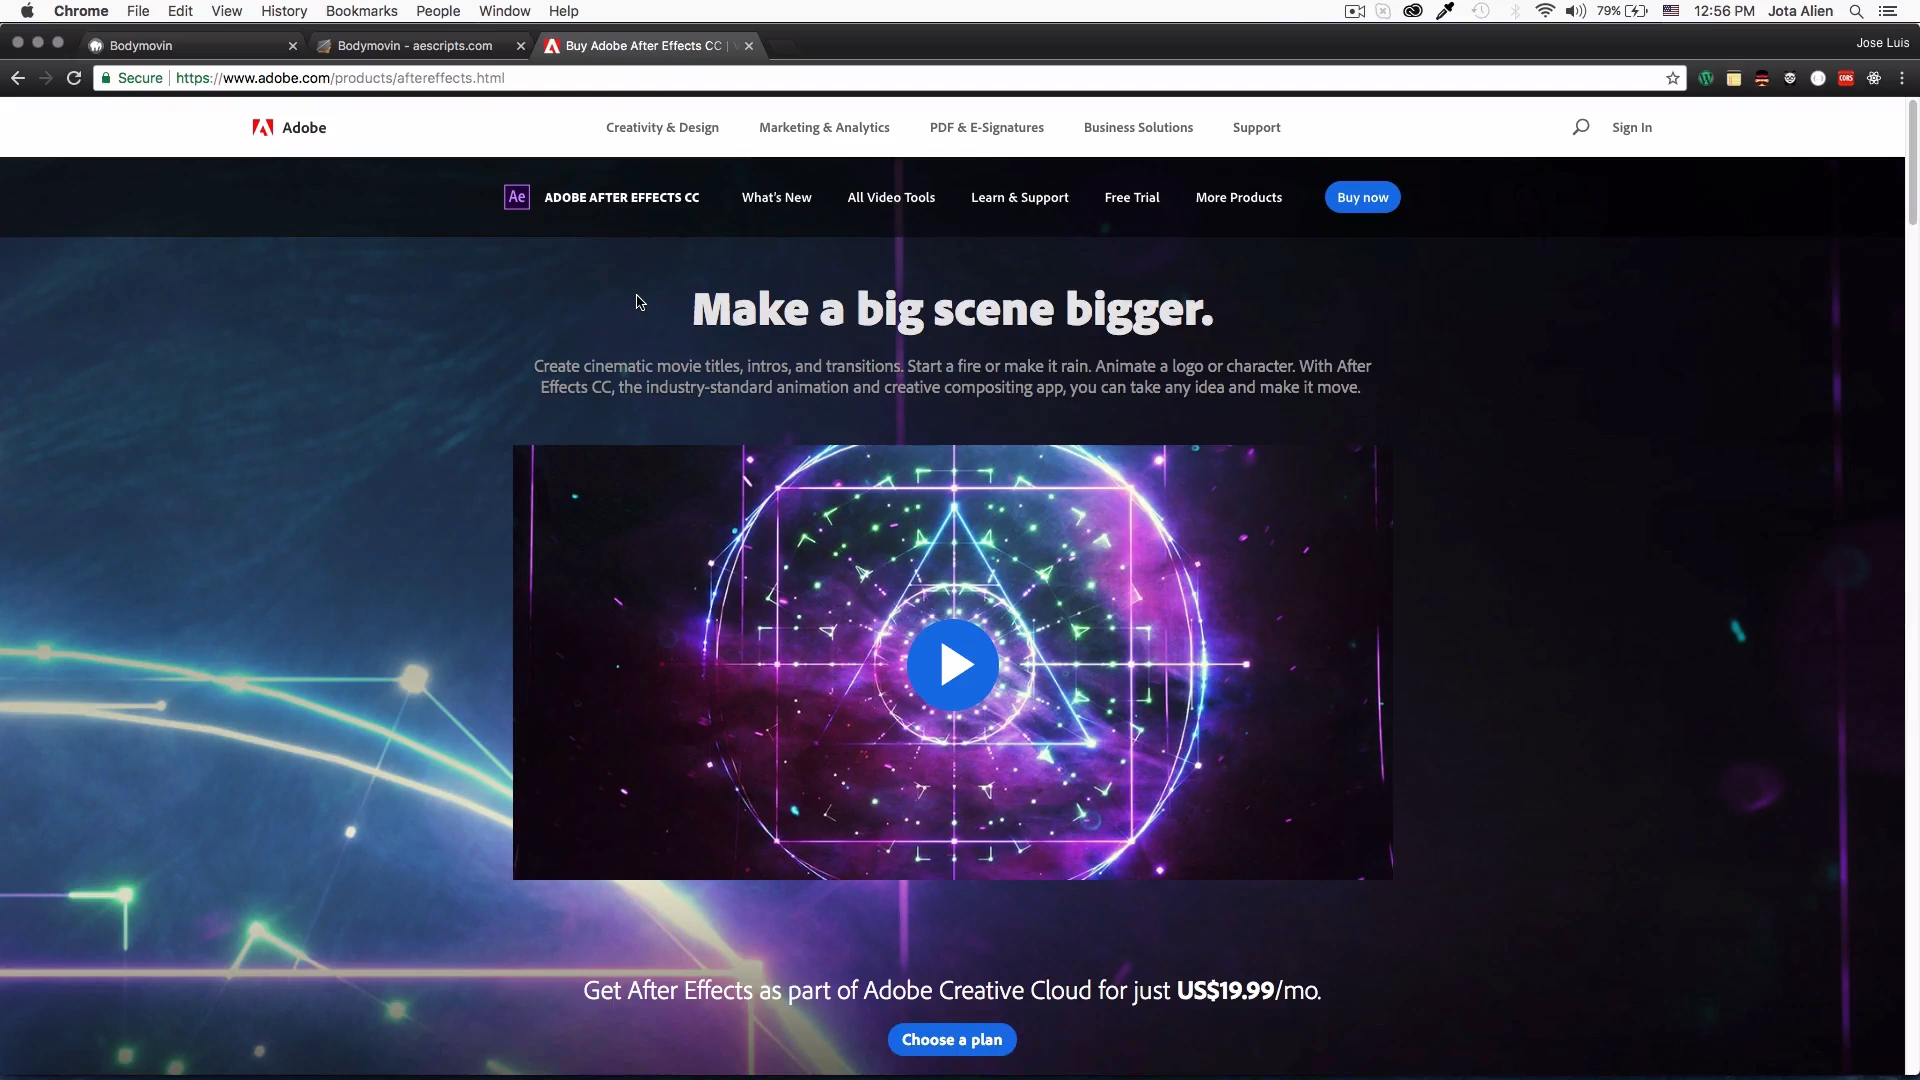 Chrome File Edit View History Bookmarks People Window Help 79% 12:56 PM Jota Alien
Bodymovin Bodymovin - aescripts.com Buy Adobe After Effects CC | Jose Luis
Secure https://www.adobe.com/products/aftereffects.html CORS
Adobe Creativity & Design Marketing & Analytics PDF & E-Signatures Business Solutions Support Sign In
Ae ADOBE AFTER EFFECTS CC What's New All Video Tools Learn & Support Free Trial More Products Buy now
Make a big scene bigger.
Create cinematic movie titles, intros, and transitions. Start a fire or make it rain. Animate a logo or character. With After
Effects CC, the industry-standard animation and creative compositing app, you can take any idea and make it move.
Get After Effects as part of Adobe Creative Cloud for just US$19.99/mo.
Choose a plan